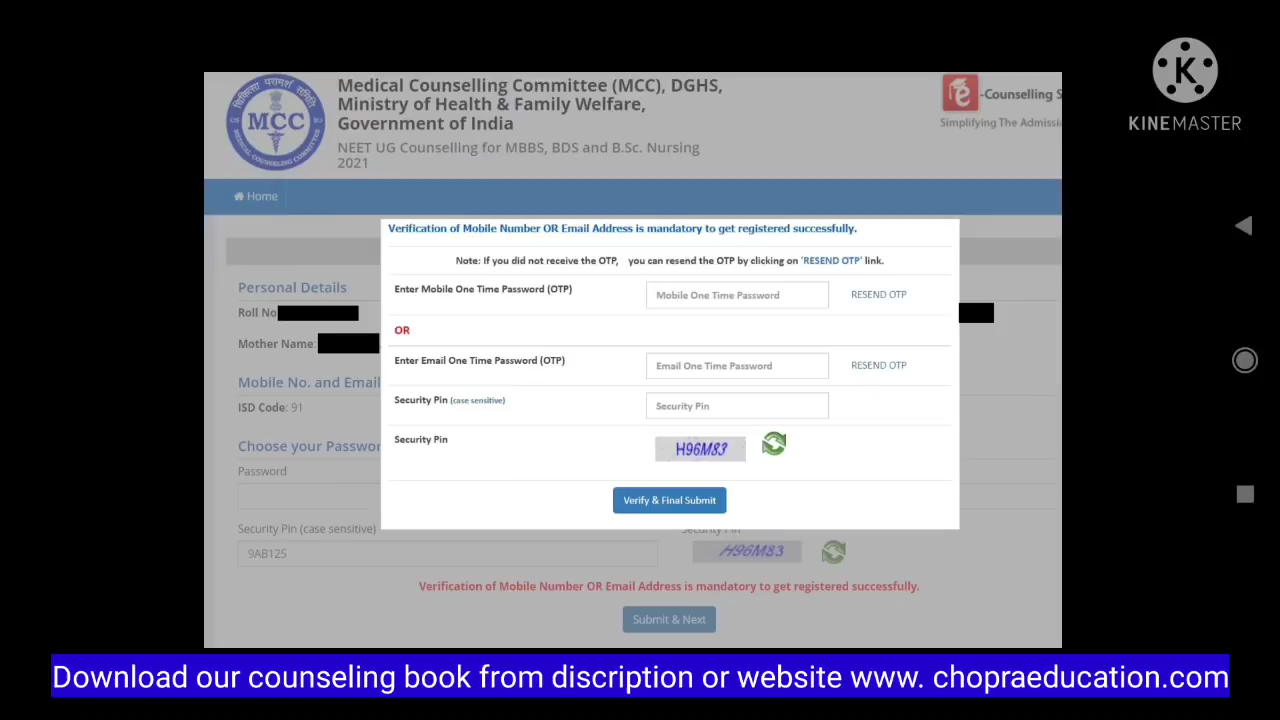 Medical Counselling Committee (MCC), DGHS,
Ministry of Health & Family Welfare,
Government of India
NEET UG Counselling for MBBS, BDS and B.Sc. Nursing
2021
MCC
e-Counselling S
Simplifying The Admissi
KINEMASTER
Home
Verification of Mobile Number OR Email Address is mandatory to get registered successfully.
Note: If you did not receive the OTP, you can resend the OTP by clicking on 'RESEND OTP' link.
Personal Details
Enter Mobile One Time Password (OTP)
Mobile One Time Password
RESEND OTP
Roll No
OR
Mother Name:
Enter Email One Time Password (OTP)
Email One Time Password
RESEND OTP
Mobile No. and Email
Security Pin (case sensitive)
Security Pin
ISD Code: 91
Security Pin
H96M83
Choose your Passwor
Password
Verify & Final Submit
Security Pin (case sensitive)
Security Pin
9AB125
H96M83
Verification of Mobile Number OR Email Address is mandatory to get registered successfully.
Submit & Next
Download our counseling book from discription or website www. chopraeducation.com